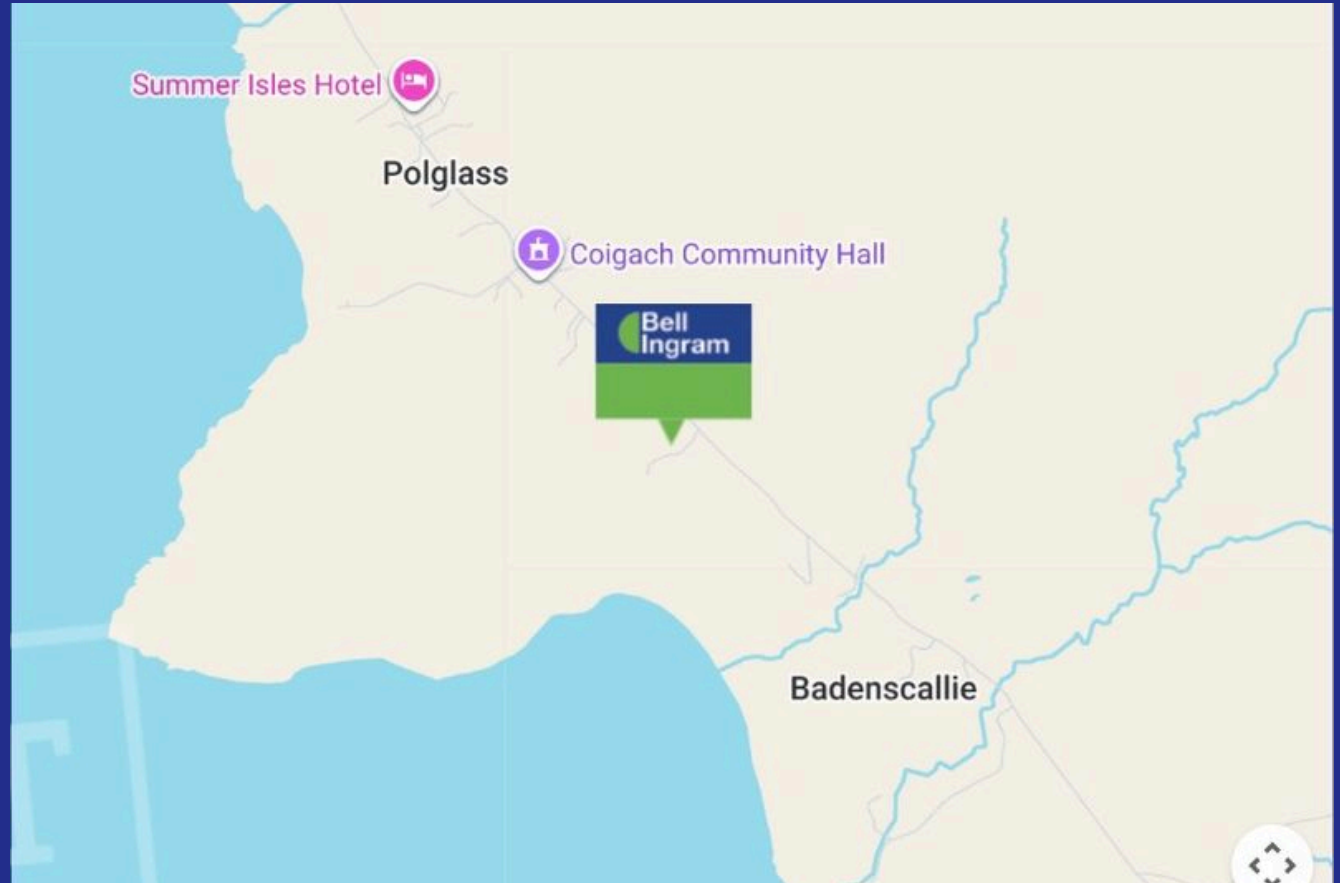 Summer Isles Hotel
Polglass
Coigach Community Hall
Bell
Ingram
Badenscallie
T